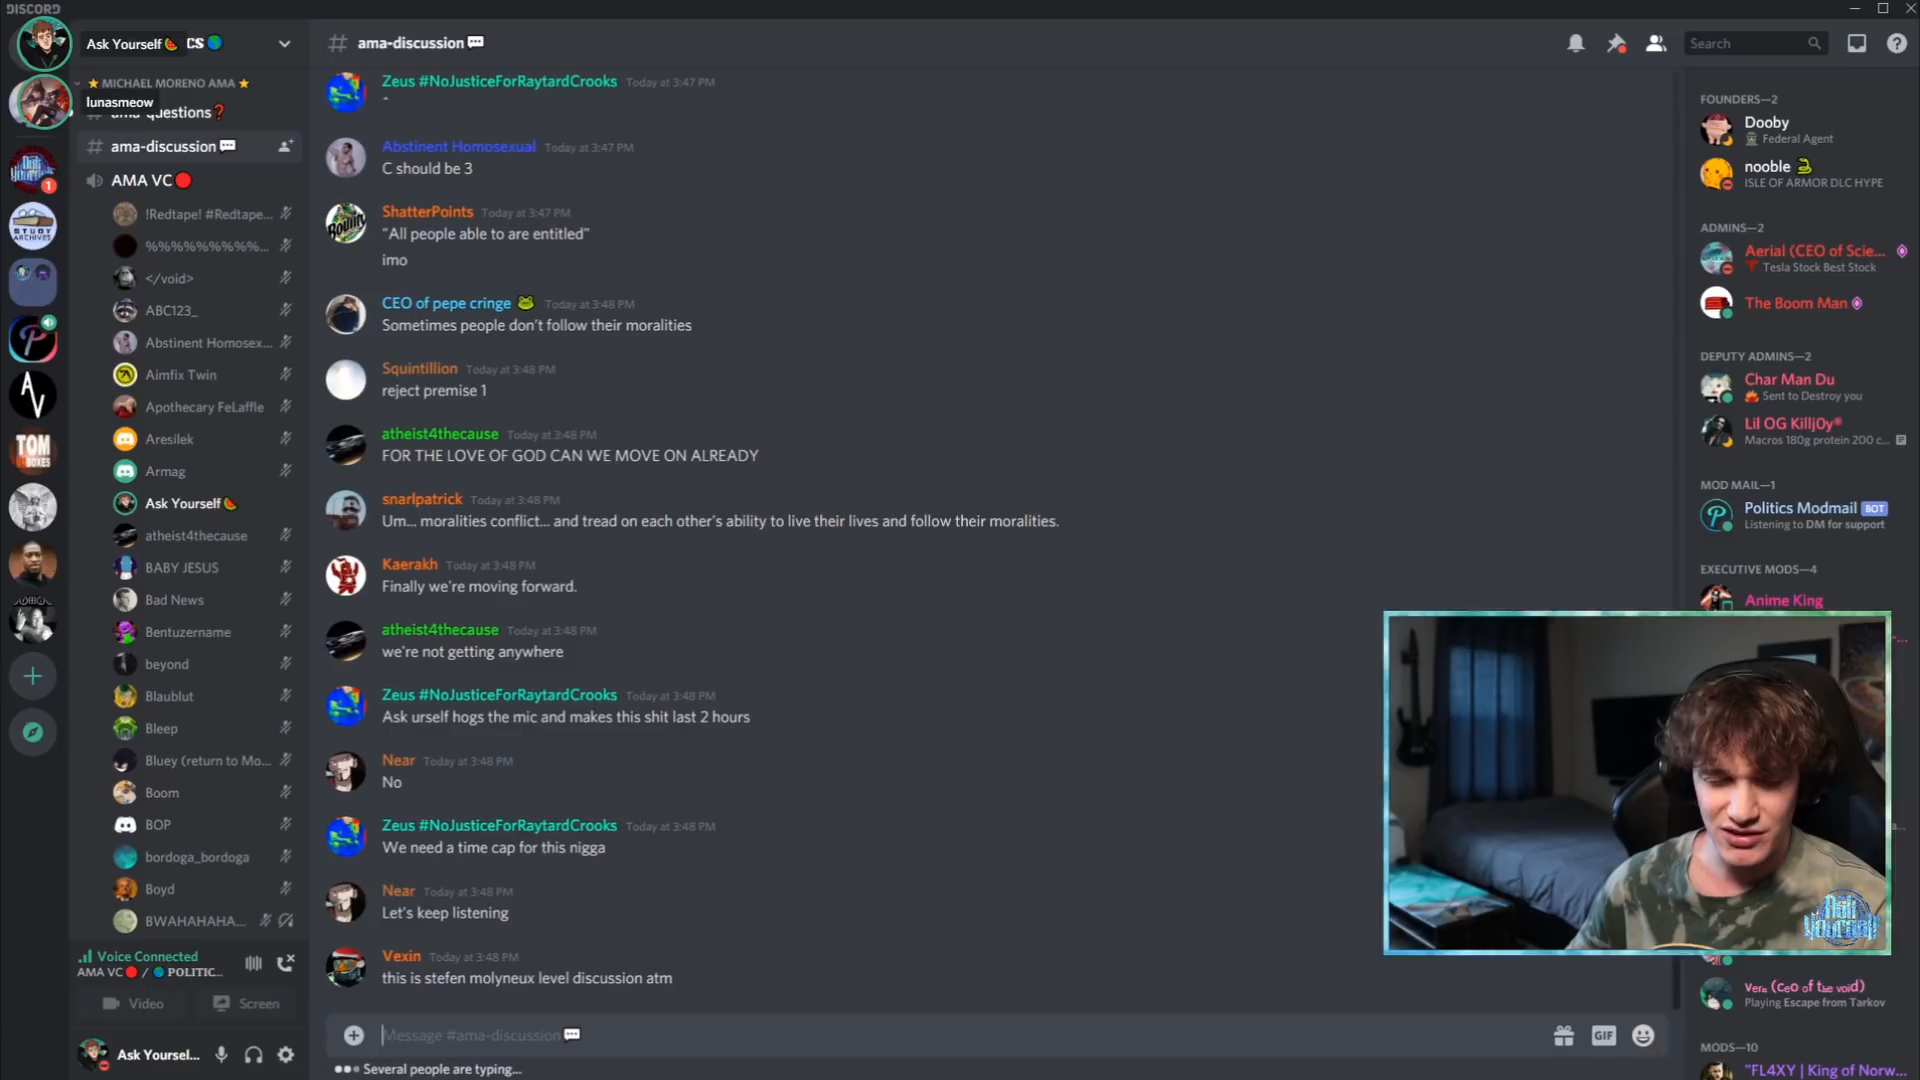 DISCORD
Ask Yourself🍉 CS🌎
⭐ MICHAEL MORENO AMA ⭐
lunasmeow
ama-questions❓
# ama-discussion💬
AMA VC🔴
!Redtape! #Redtape...
%%%%%%%%%%...
</void>
ABC123_
Abstinent Homosex...
Aimfix Twin
Apothecary FeLaffle
Aresilek
Armag
Ask Yourself🍉
atheist4thecause
BABY JESUS
Bad News
Bentuzername
beyond
Blaublut
Bleep
Bluey (return to Mo...
Boom
BOP
bordoga_bordoga
Boyd
BWAHAHAHA...
Voice Connected
AMA VC🔴 / 🌎 POLITIC...
Video
Screen
Ask Yoursel...
1
STUDY
ARCHIVES
AV
TOM
BOXES
# ama-discussion💬
Search
Zeus #NoJusticeForRaytardCrooks Today at 3:47 PM
^
Abstinent Homosexual Today at 3:47 PM
C should be 3
ShatterPoints Today at 3:47 PM
"All people able to are entitled"
imo
CEO of pepe cringe 🐸 Today at 3:48 PM
Sometimes people don't follow their moralities
Squintillion Today at 3:48 PM
reject premise 1
atheist4thecause Today at 3:48 PM
FOR THE LOVE OF GOD CAN WE MOVE ON ALREADY
snarlpatrick Today at 3:48 PM
Um... moralities conflict... and tread on each other's ability to live their lives and follow their moralities.
Kaerakh Today at 3:48 PM
Finally we're moving forward.
atheist4thecause Today at 3:48 PM
we're not getting anywhere
Zeus #NoJusticeForRaytardCrooks Today at 3:48 PM
Ask urself hogs the mic and makes this shit last 2 hours
Near Today at 3:48 PM
No
Zeus #NoJusticeForRaytardCrooks Today at 3:48 PM
We need a time cap for this nigga
Near Today at 3:48 PM
Let's keep listening
Vexin Today at 3:48 PM
this is stefen molyneux level discussion atm
Message #ama-discussion💬
GIF
Several people are typing...
FOUNDERS—2
Dooby
Federal Agent
nooble 🐍
ISLE OF ARMOR DLC HYPE
ADMINS—2
Aerial (CEO of Scie...
Tesla Stock Best Stock
The Boom Man
DEPUTY ADMINS—2
Char Man Du
🔥 Sent to Destroy you
Lil OG Killj0y®
Macros 180g protein 200 c...
MOD MAIL—1
Politics Modmail BOT
Listening to DM for support
EXECUTIVE MODS—4
Anime King
Ask
Yourself
Vera (ceo of the void)
Playing Escape from Tarkov
MODS—10
"FL4XY | King of Norw...